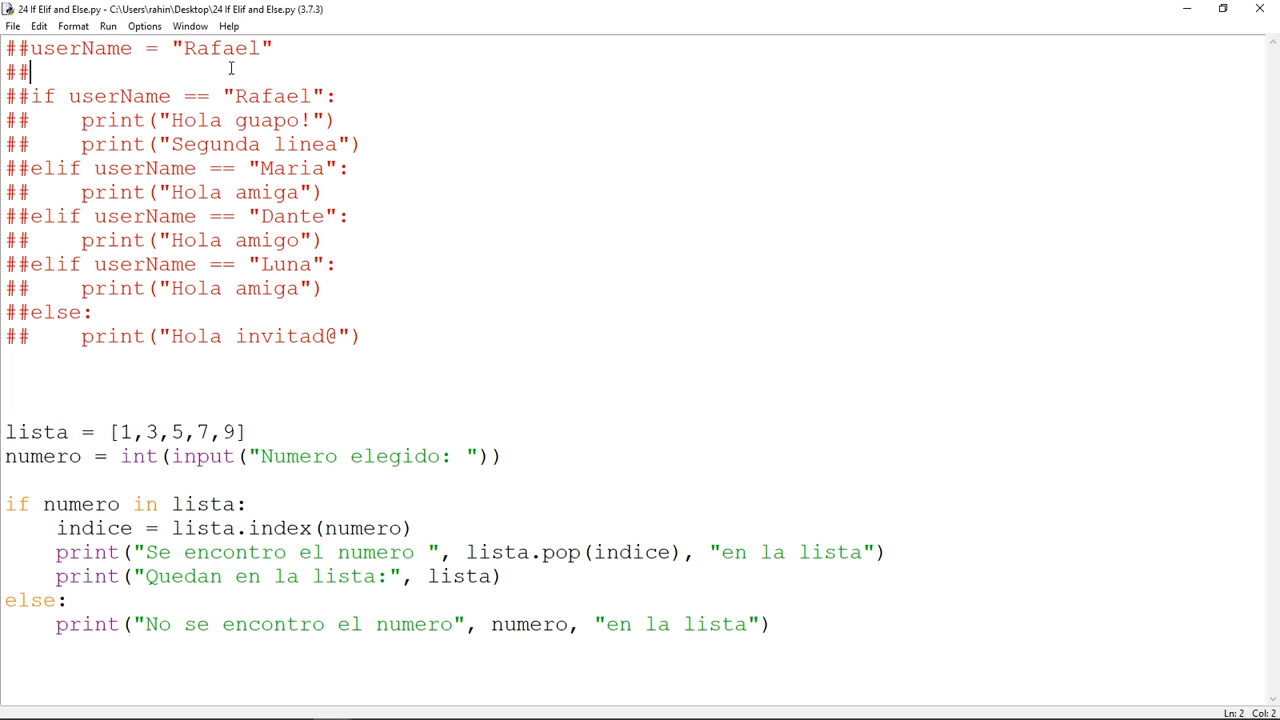 24 If Elif and Else.py - C:\Users\rahin\Desktop\24 If Elif and Else.py (3.7.3)
File Edit Format Run Options Window Help
##userName = "Rafael"
##
##if userName == "Rafael":
##    print("Hola guapo!")
##    print("Segunda linea")
##elif userName == "Maria":
##    print("Hola amiga")
##elif userName == "Dante":
##    print("Hola amigo")
##elif userName == "Luna":
##    print("Hola amiga")
##else:
##    print("Hola invitad@")
lista = [1,3,5,7,9]
numero = int(input("Numero elegido: "))
if numero in lista:
    indice = lista.index(numero)
    print("Se encontro el numero ", lista.pop(indice), "en la lista")
    print("Quedan en la lista:", lista)
else:
    print("No se encontro el numero", numero, "en la lista")
Ln: 2 Col: 2